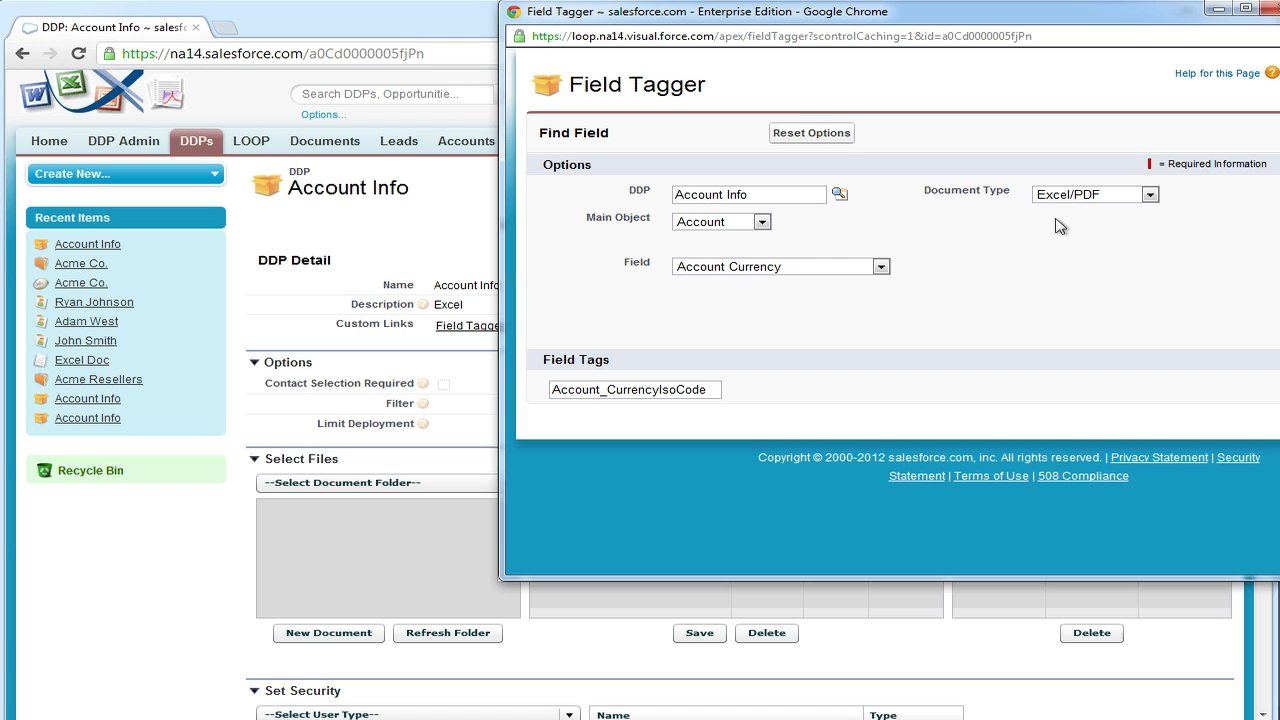 DDP: Account Info ~ salesf
https://na14.salesforce.com/a0Cd0000005fjPn
Search DDPs, Opportunitie...
Options...
Home DDP Admin DDPs LOOP Documents Leads Accounts
Create New...
Recent Items
Account Info
Acme Co.
Acme Co.
Ryan Johnson
Adam West
John Smith
Excel Doc
Acme Resellers
Account Info
Account Info
Recycle Bin
DDP
Account Info
DDP Detail
Name Account Info
Description Excel
Custom Links Field Tagge
Options
Contact Selection Required
Filter
Limit Deployment
Select Files
--Select Document Folder--
New Document Refresh Folder Save Delete Delete
Set Security
--Select User Type-- Name Type
Field Tagger ~ salesforce.com - Enterprise Edition - Google Chrome
https://loop.na14.visual.force.com/apex/fieldTagger?scontrolCaching=1&id=a0Cd0000005fjPn
Help for this Page ?
Field Tagger
Find Field Reset Options
Options = Required Information
DDP Account Info Document Type Excel/PDF
Main Object Account
Field Account Currency
Field Tags
Account_CurrencyIsoCode
Copyright © 2000-2012 salesforce.com, inc. All rights reserved. | Privacy Statement | Security
Statement | Terms of Use | 508 Compliance